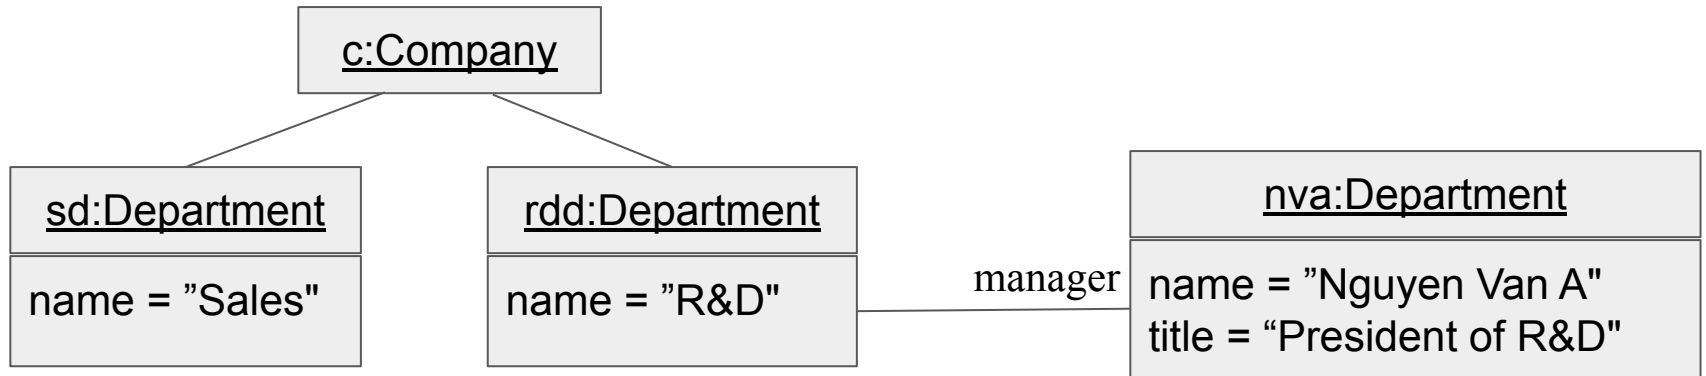 c:Company
sd:Department
name = ”Sales"
rdd:Department
name = ”R&D"
manager
nva:Department
name = ”Nguyen Van A"
title = “President of R&D"